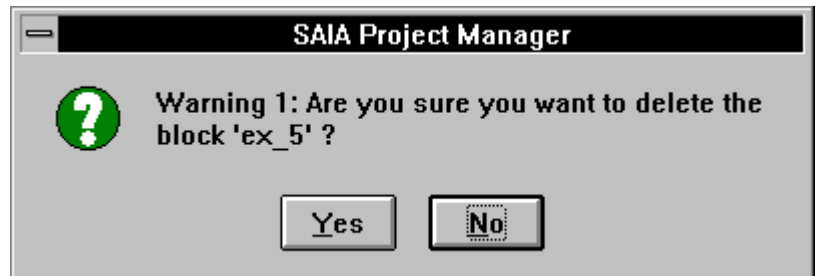 SAIA Project Manager
Warning 1: Are you sure you want to delete the
block 'ex_5' ?
Yes
No